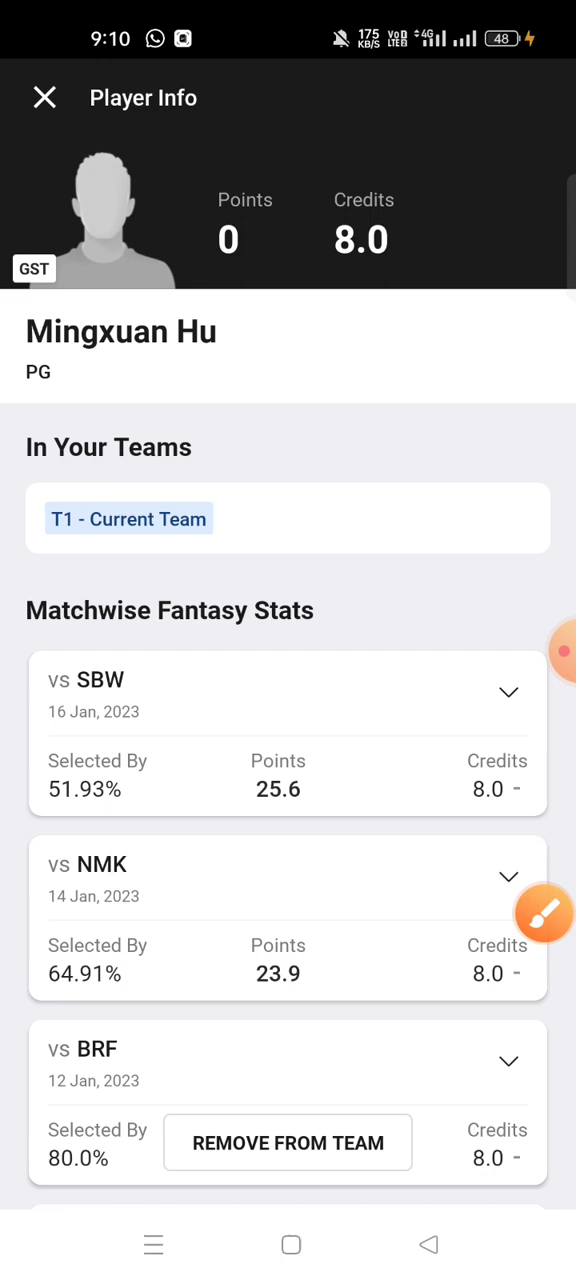 9:10 175 KB/S VoD LTE2 4G 48
Player Info
Points Credits
0 8.0
GST
Mingxuan Hu
PG
In Your Teams
T1 - Current Team
Matchwise Fantasy Stats
vs SBW
16 Jan, 2023
Selected By Points Credits
51.93% 25.6 8.0 -
vs NMK
14 Jan, 2023
Selected By Points Credits
64.91% 23.9 8.0 -
vs BRF
12 Jan, 2023
Selected By Credits
REMOVE FROM TEAM
80.0% 8.0 -